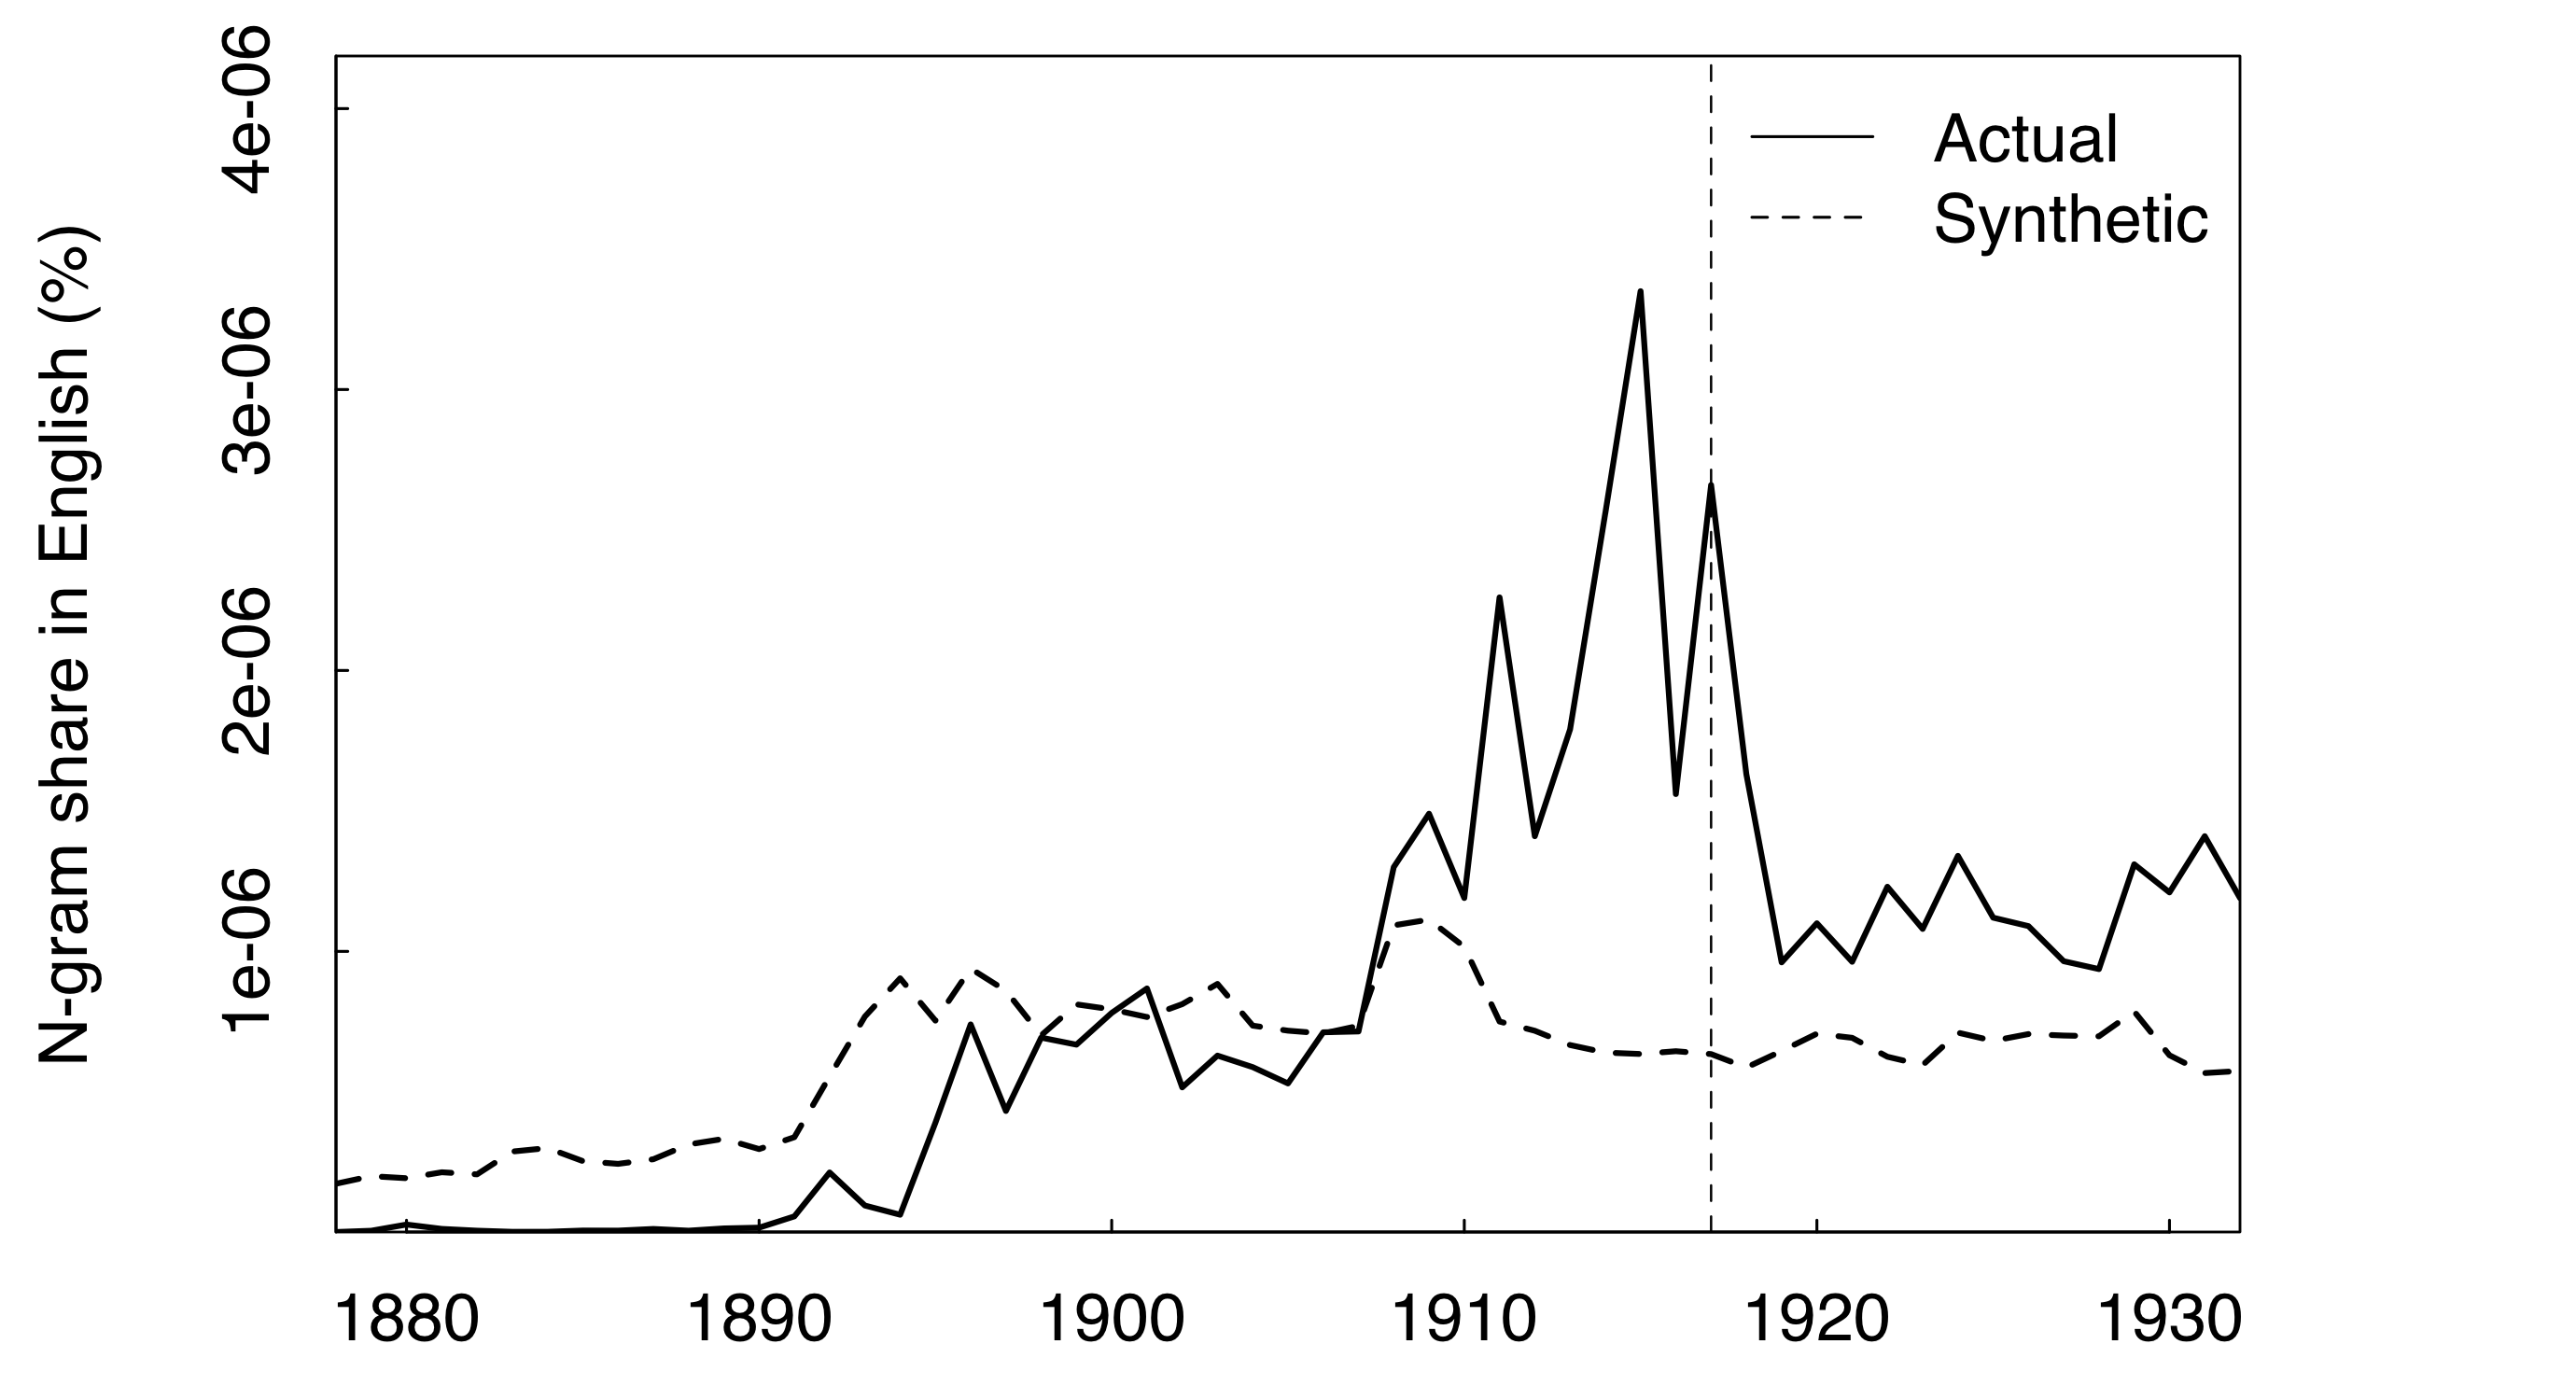 N-gram share in English (%)
4e-06
3e-06
2e-06
1e-06
Actual
Synthetic
1880 1890 1900 1910 1920 1930